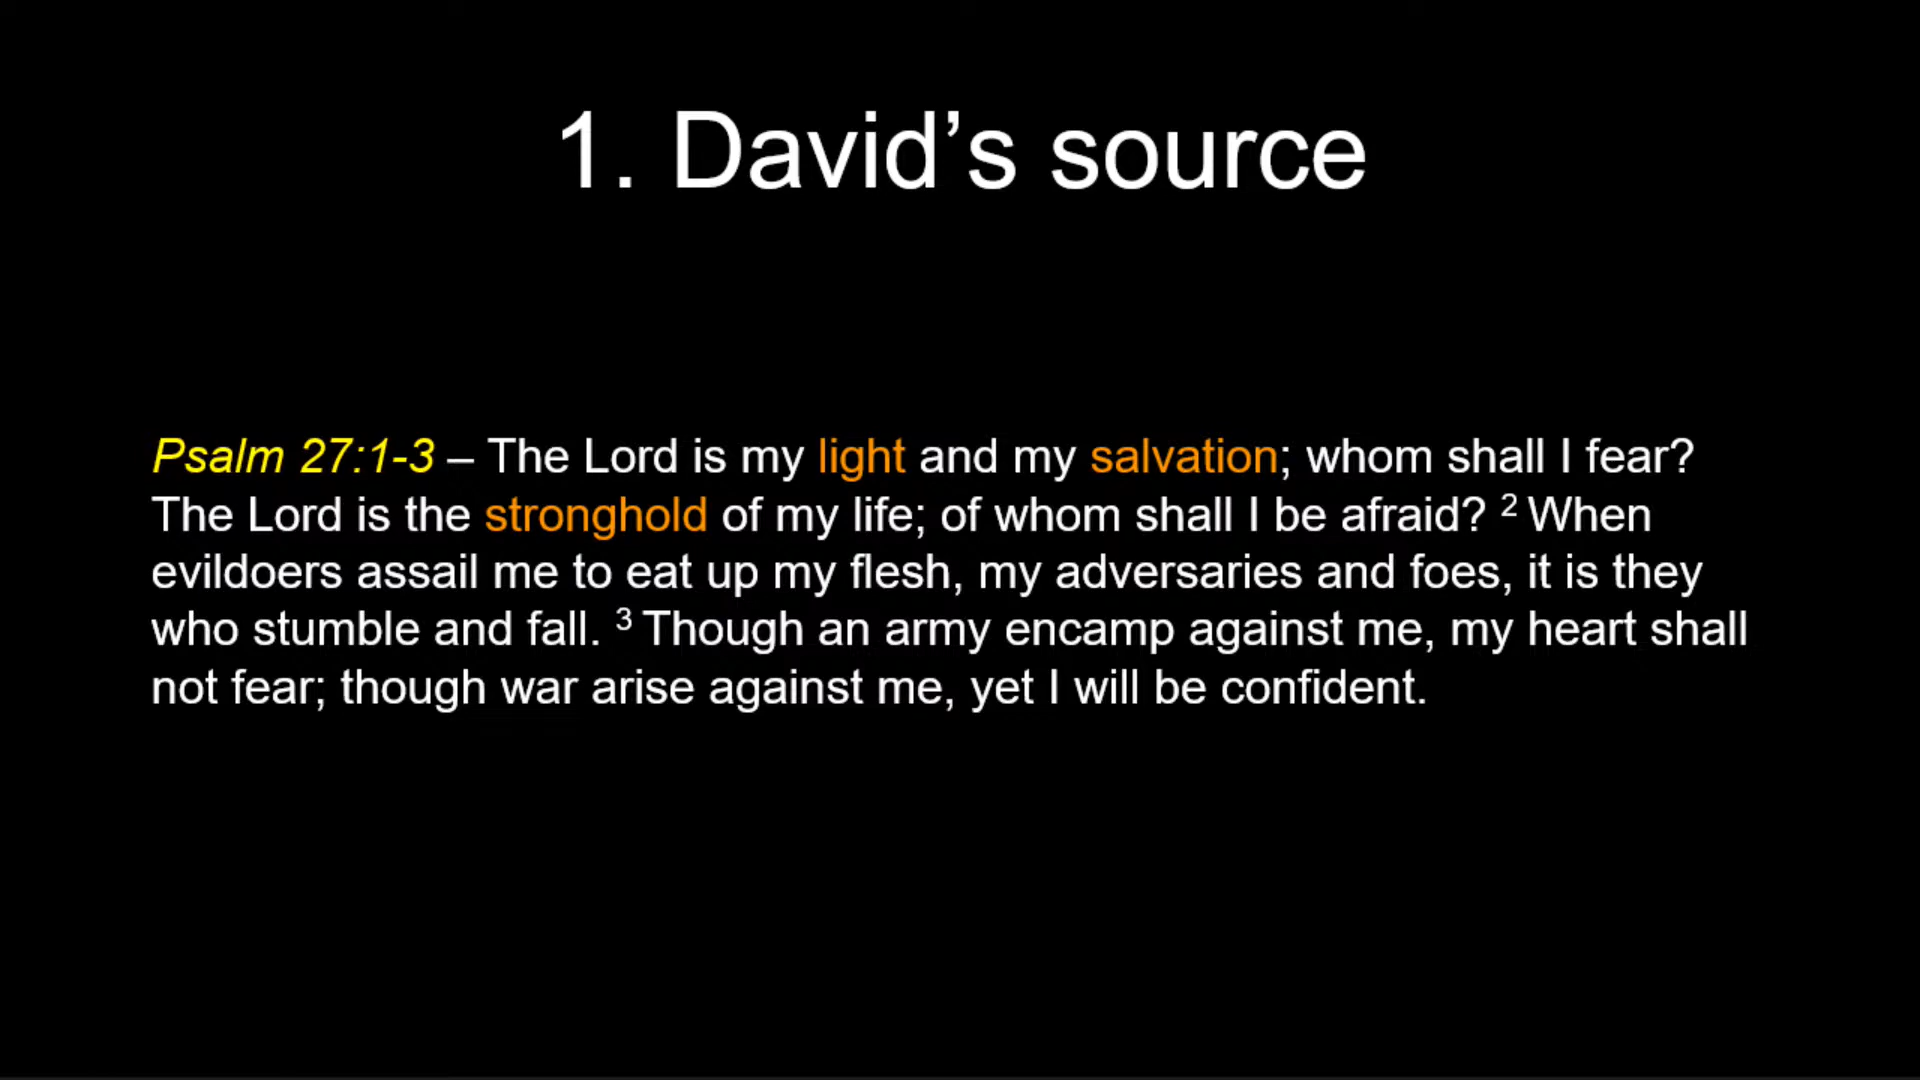 1. David’s source
Psalm 27:1-3 – The Lord is my light and my salvation; whom shall I fear?
The Lord is the stronghold of my life; of whom shall I be afraid? ² When
evildoers assail me to eat up my flesh, my adversaries and foes, it is they
who stumble and fall. ³ Though an army encamp against me, my heart shall
not fear; though war arise against me, yet I will be confident.